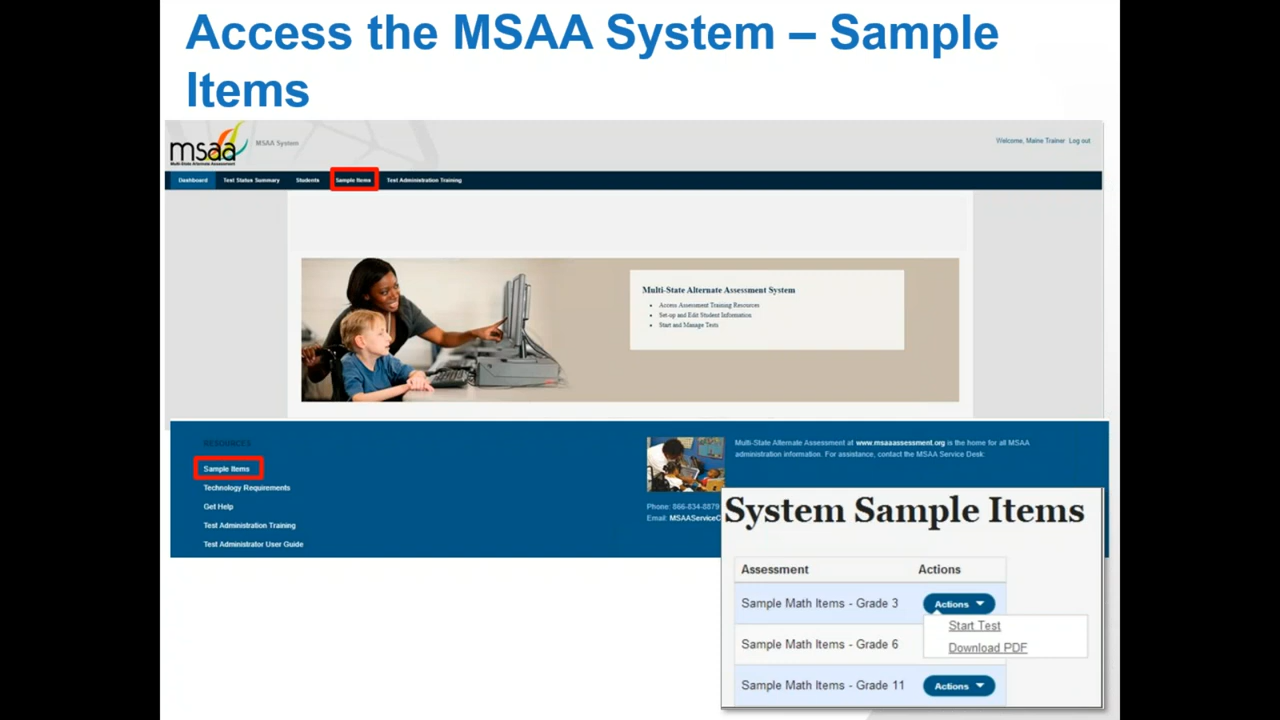 Access the MSAA System – Sample
Items
msaa
Multi-State Alternate Assessment
MSAA System
Welcome, Maine Trainer Log out
Dashboard Test Status Summary Students Sample Items Test Administration Training
Multi-State Alternate Assessment System
• Access Assessment Training Resources
• Set-up and Edit Student Information
• Start and Manage Tests
RESOURCES
Sample Items
Technology Requirements
Get Help
Test Administration Training
Test Administrator User Guide
Multi-State Alternate Assessment at www.msaaassessment.org is the home for all MSAA
administration information. For assistance, contact the MSAA Service Desk:
Phone: 866-834-8879
Email: MSAAServiceC
System Sample Items
Assessment Actions
Sample Math Items - Grade 3 Actions
Start Test
Download PDF
Sample Math Items - Grade 6
Sample Math Items - Grade 11 Actions